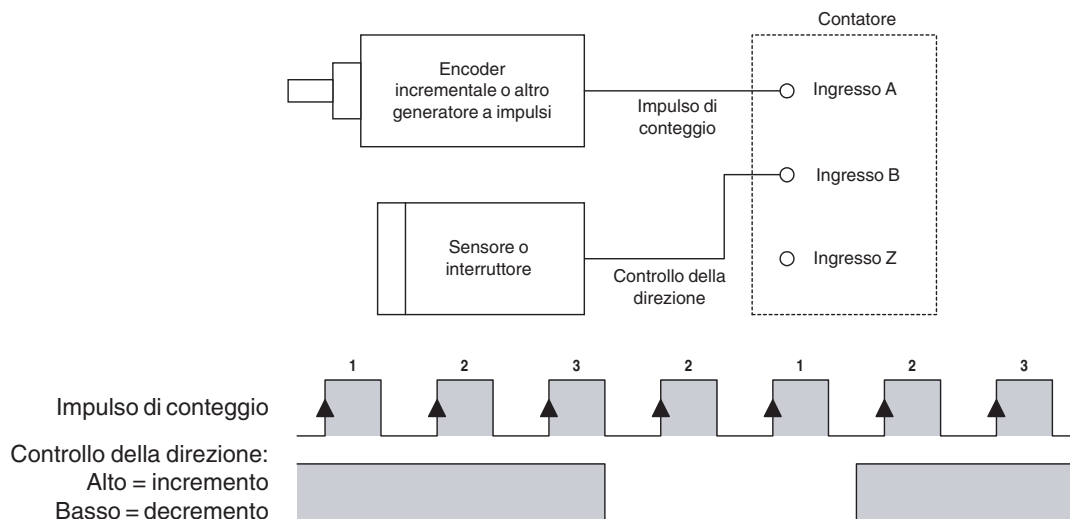 Contatore
Encoder
incrementale o altro
generatore a impulsi
Impulso di
conteggio
Ingresso A
Ingresso B
Sensore o
interruttore
Controllo della
direzione
Ingresso Z
1 2 3 2 1 2 3
Impulso di conteggio
Controllo della direzione:
Alto = incremento
Basso = decremento